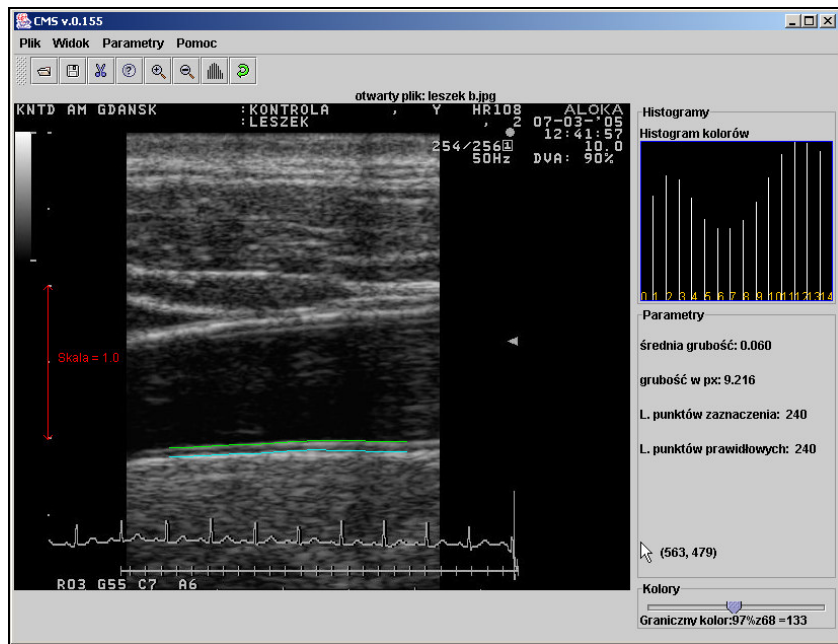 CMS v.0.155
Plik Widok Parametry Pomoc
otwarty plik: leszek b.jpg
KNTD AM GDANSK :KONTROLA , Y HR108 ALOKA
:LESZEK , 2 07-03-'05
12:41:57
254/256 1 10.0
50Hz DVA: 90%
Skala = 1.0
R03 G55 C7 A6
Histogramy
Histogram kolorów
0 1 2 3 4 5 6 7 8 9 10 11 12 13 14
Parametry
średnia grubość: 0.060
grubość w px: 9.216
L. punktów zaznaczenia: 240
L. punktów prawidłowych: 240
(563, 479)
Kolory
Graniczny kolor:97%z68 =133